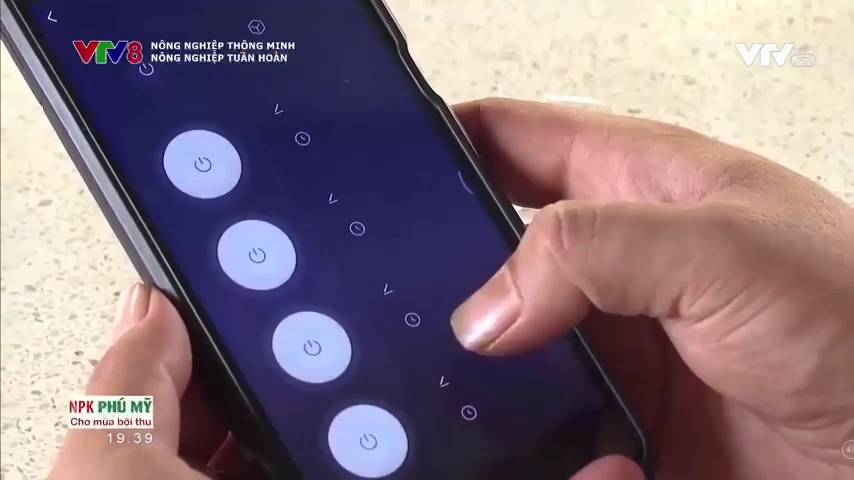 VTV8 NÔNG NGHIỆP THÔNG MINH
NÔNG NGHIỆP TUẦN HOÀN
VTV.vn
NPK PHÚ MỸ
Cho mùa bội thu
19:39